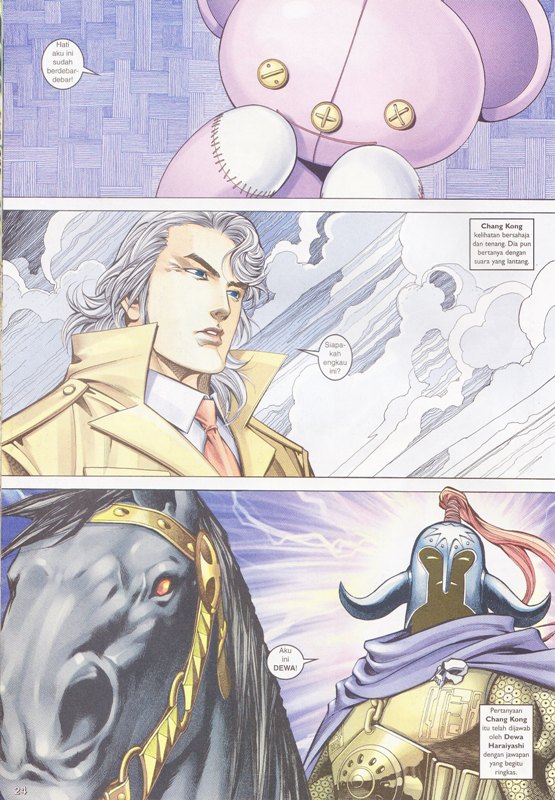 Hati
aku ini
sudah
berdebar-
debar!
Chang Kong
kelihatan bersahaja
dan tenang. Dia pun
bertanya dengan
suara yang lantang.
Siapa-
kah
engkau
ini?
Aku
ini
DEWA!
Pertanyaan
Chang Kong
itu telah dijawab
oleh Dewa
Haraiyashi
dengan jawapan
yang begitu
ringkas.
24